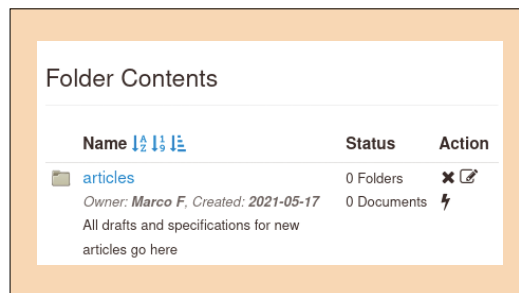 Folder Contents
Name Status Action
articles 0 Folders
Owner: Marco F, Created: 2021-05-17 0 Documents
All drafts and specifications for new
articles go here